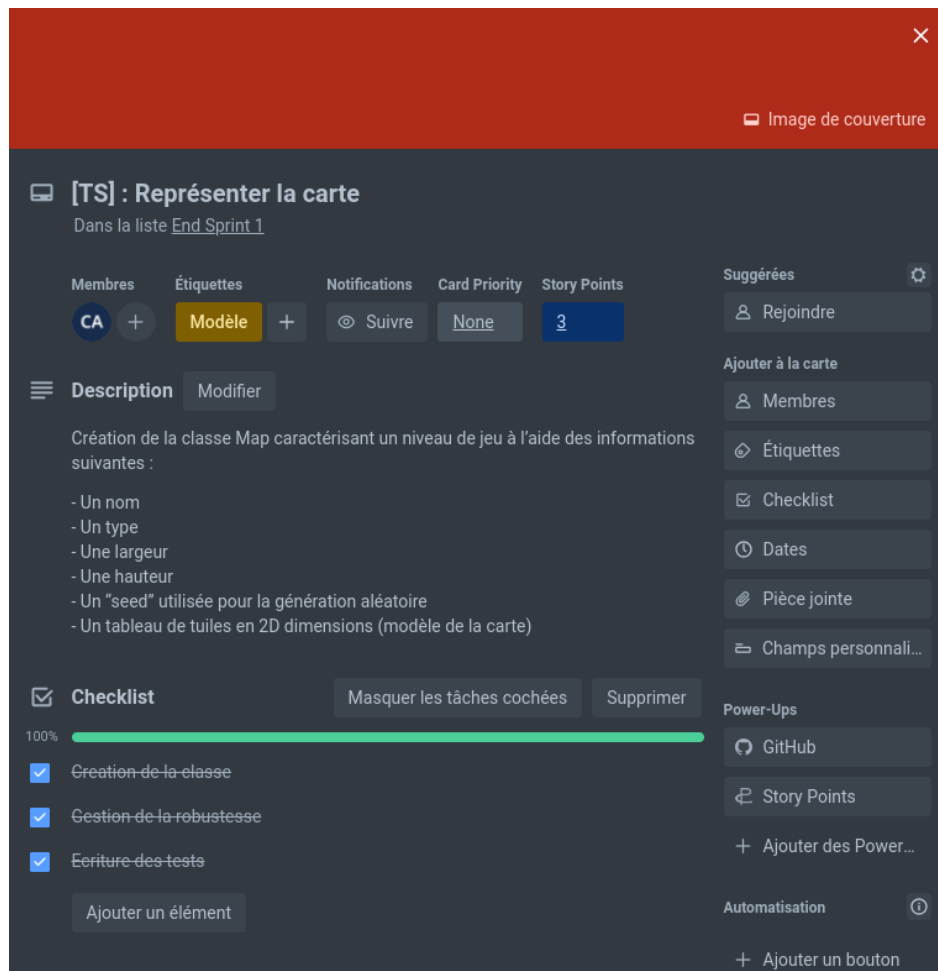 Image de couverture
[TS] : Représenter la carte
Dans la liste End Sprint 1
Membres
Étiquettes
Notifications
Card Priority
Story Points
CA
Modèle
Suivre
None
3
Description
Modifier
Création de la classe Map caractérisant un niveau de jeu à l’aide des informations
suivantes :
- Un nom
- Un type
- Une largeur
- Une hauteur
- Un “seed” utilisée pour la génération aléatoire
- Un tableau de tuiles en 2D dimensions (modèle de la carte)
Checklist
Masquer les tâches cochées
Supprimer
100%
Creation de la classe
Gestion de la robustesse
Ecriture des tests
Ajouter un élément
Suggérées
Rejoindre
Ajouter à la carte
Membres
Étiquettes
Checklist
Dates
Pièce jointe
Champs personnali...
Power-Ups
GitHub
Story Points
Ajouter des Power...
Automatisation
Ajouter un bouton